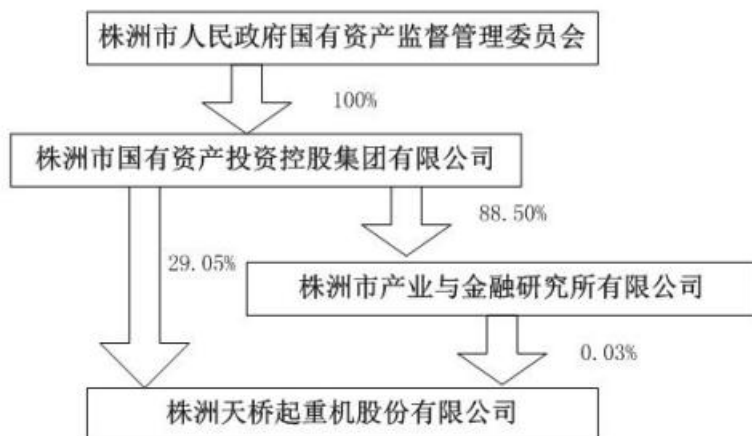 株洲市人民政府国有资产监督管理委员会
100%
株洲市国有资产投资控股集团有限公司
88.50%
29.05%
株洲市产业与金融研究所有限公司
0.03%
株洲天桥起重机股份有限公司